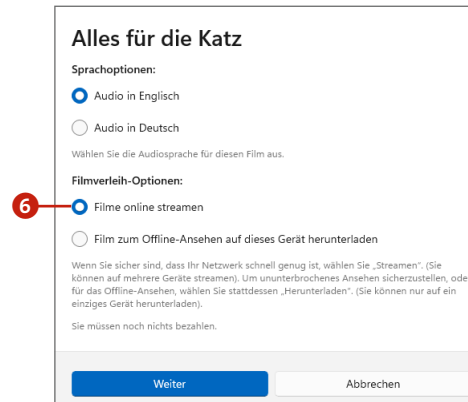 Alles für die Katz
Sprachoptionen:
Audio in Englisch
Audio in Deutsch
Wählen Sie die Audiosprache für diesen Film aus.
Filmverleih-Optionen:
6 Filme online streamen
Film zum Offline-Ansehen auf dieses Gerät herunterladen
Wenn Sie sicher sind, dass Ihr Netzwerk schnell genug ist, wählen Sie „Streamen". (Sie
können auf mehrere Geräte streamen). Um ununterbrochenes Ansehen sicherzustellen, ode
für das Offline-Ansehen, wählen Sie stattdessen „Herunterladen". (Sie können nur auf ein
einziges Gerät herunterladen).
Sie müssen noch nichts bezahlen.
Weiter Abbrechen